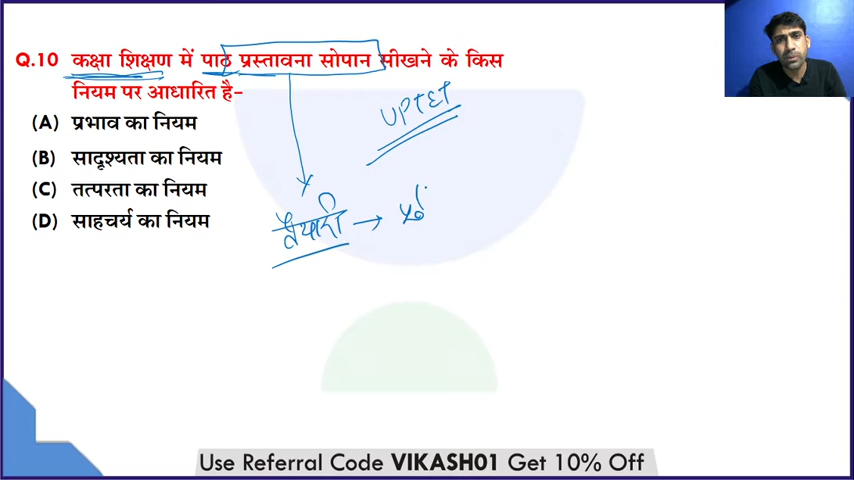 Q.10 कक्षा शिक्षण में पाठ प्रस्तावना सोपान सीखने के किस
नियम पर आधारित है-
UPTET
(A) प्रभाव का नियम
(B) सादृश्यता का नियम
(C) तत्परता का नियम
(D) साहचर्य का नियम
तैयारी →
Use Referral Code VIKASH01 Get 10% Off